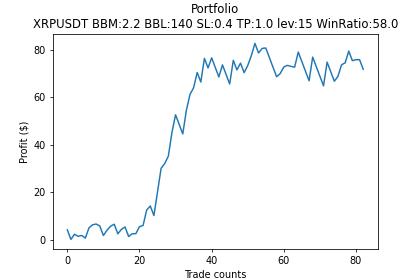 Portfolio
XRPUSDT BBM:2.2 BBL:140 SL:0.4 TP:1.0 lev:15 WinRatio:58.0
80
60
40
20
0
Profit ($)
0 20 40 60 80
Trade counts